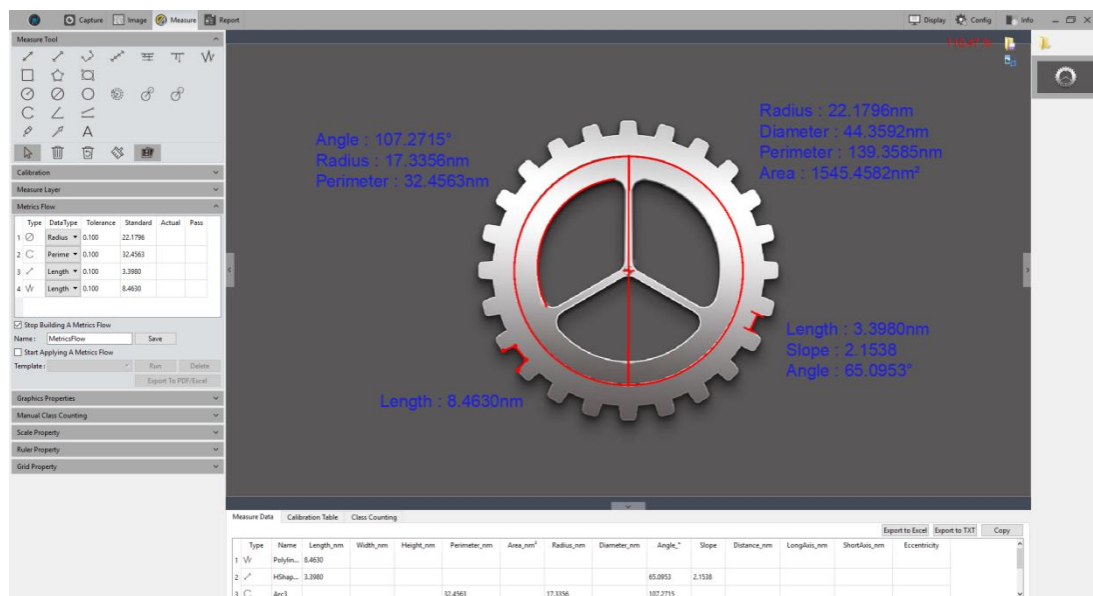 Capture Image Measure Report Display Config Info
Measure Tool
A
Calibration
Measure Layer
Metrics Flow
Type DataType Tolerance Standard Actual Pass
1 Radius 0.100 22.1796
2 Perime 0.100 32.4563
3 Length 0.100 3.3980
4 Length 0.100 8.4630
Stop Building A Metrics Flow
Name : MetricsFlow Save
Start Applying A Metrics Flow
Template : Run Delete
Export To PDF/Excel
Graphics Properties
Manual Class Counting
Scale Property
Ruler Property
Grid Property
Angle : 107.2715°
Radius : 17.3356nm
Perimeter : 32.4563nm
Radius : 22.1796nm
Diameter : 44.3592nm
Perimeter : 139.3585nm
Area : 1545.4582nm²
Length : 3.3980nm
Slope : 2.1538
Angle : 65.0953°
Length : 8.4630nm
Measure Data Calibration Table Class Counting
Export to Excel Export to TXT Copy
Type Name Length_nm Width_nm Height_nm Perimeter_nm Area_nm² Radius_nm Diameter_nm Angle_° Slope Distance_nm LongAxis_nm ShortAxis_nm Eccentricity
1 Polylin... 8.4630
2 HShap... 3.3980 65.0953 2.1538
3 Arc3 32.4563 17.3356 107.2715